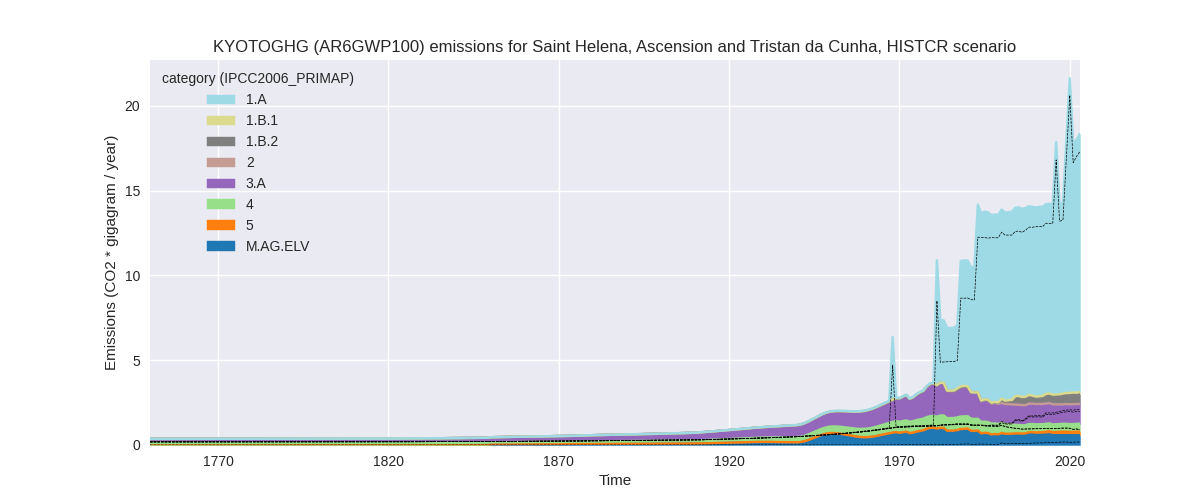 KYOTOGHG (AR6GWP100) emissions for Saint Helena, Ascension and Tristan da Cunha, HISTCR scenario
category (IPCC2006_PRIMAP)
1.A
1.B.1
1.B.2
2
3.A
4
5
M.AG.ELV
Emissions (CO2 * gigagram / year)
20
15
10
5
0
1770
1820
1870
1920
1970
2020
Time